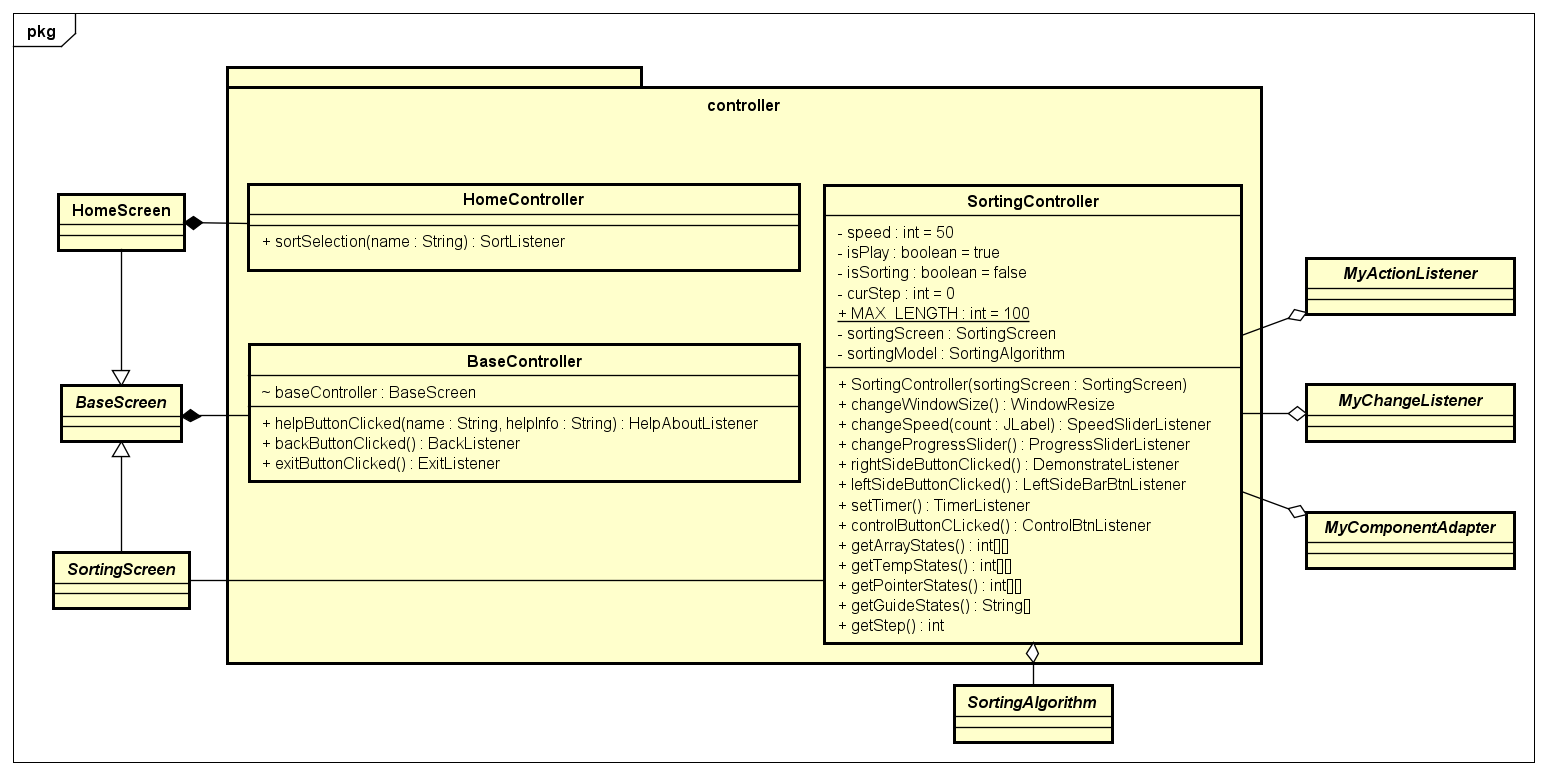 pkg
controller
HomeScreen
HomeController
+ sortSelection(name : String) : SortListener
BaseScreen
BaseController
~ baseController : BaseScreen
+ helpButtonClicked(name : String, helpInfo : String) : HelpAboutListener
+ backButtonClicked() : BackListener
+ exitButtonClicked() : ExitListener
SortingScreen
SortingController
- speed : int = 50
- isPlay : boolean = true
- isSorting : boolean = false
- curStep : int = 0
+ MAX_LENGTH : int = 100
- sortingScreen : SortingScreen
- sortingModel : SortingAlgorithm
+ SortingController(sortingScreen : SortingScreen)
+ changeWindowSize() : WindowResize
+ changeSpeed(count : JLabel) : SpeedSliderListener
+ changeProgressSlider() : ProgressSliderListener
+ rightSideButtonClicked() : DemonstrateListener
+ leftSideButtonClicked() : LeftSideBarBtnListener
+ setTimer() : TimerListener
+ controlButtonCLicked() : ControlBtnListener
+ getArrayStates() : int[][]
+ getTempStates() : int[][]
+ getPointerStates() : int[][]
+ getGuideStates() : String[]
+ getStep() : int
MyActionListener
MyChangeListener
MyComponentAdapter
SortingAlgorithm